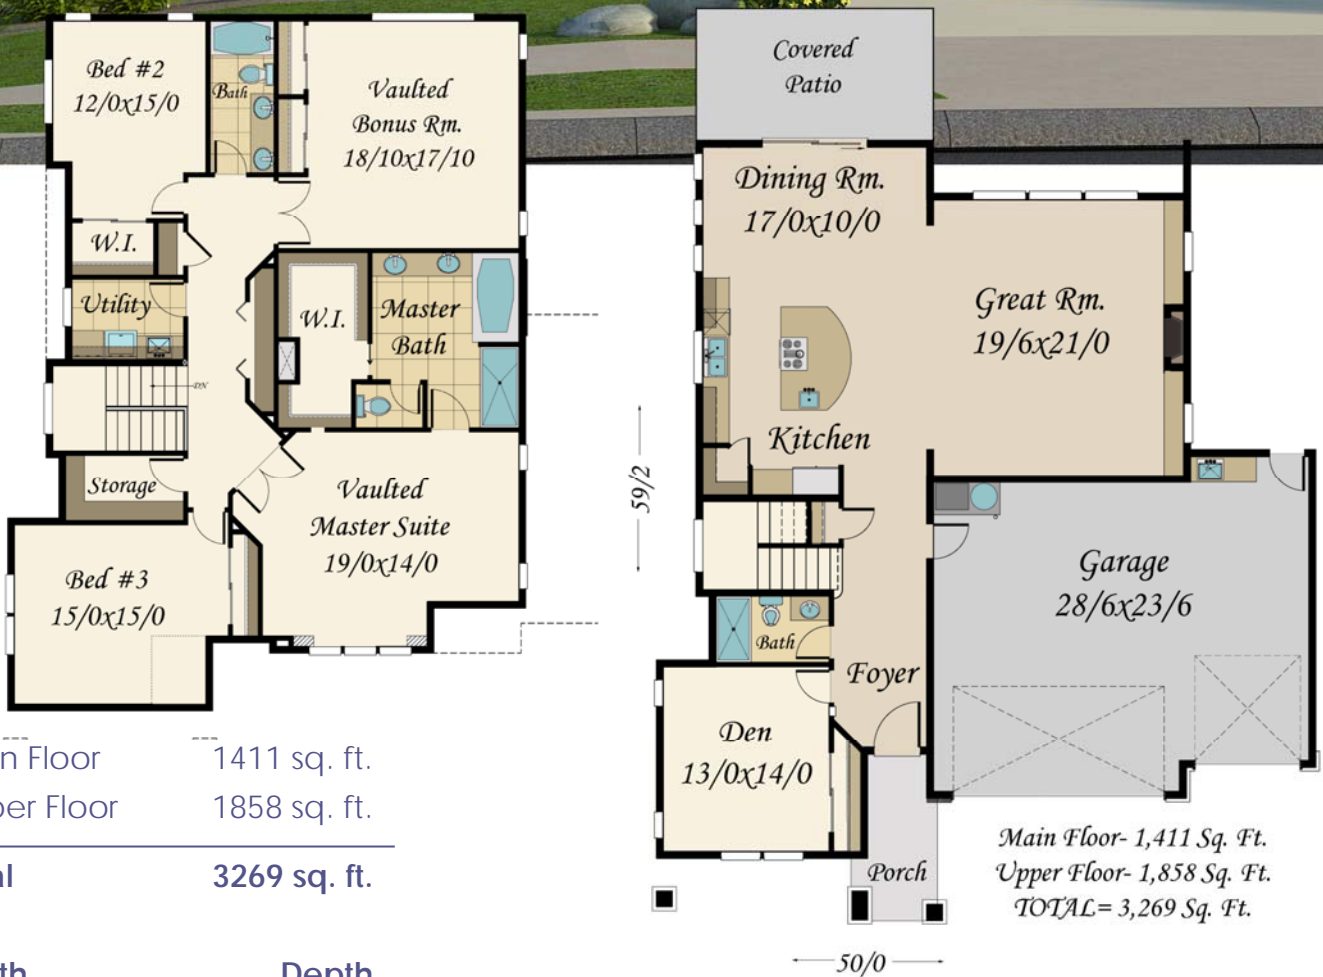 Bed #2
12/0x15/0
Bath
Vaulted
Bonus Rm.
18/10x17/10
W.I.
Utility
W.I.
Master
Bath
DN
Storage
Vaulted
Master Suite
19/0x14/0
Bed #3
15/0x15/0
n Floor 1411 sq. ft.
per Floor 1858 sq. ft.
al 3269 sq. ft.
th Depth
Covered
Patio
Dining Rm.
17/0x10/0
Great Rm.
19/6x21/0
Kitchen
59/2
Garage
28/6x23/6
Bath
Foyer
Den
13/0x14/0
Porch
Main Floor- 1,411 Sq. Ft.
Upper Floor- 1,858 Sq. Ft.
TOTAL= 3,269 Sq. Ft.
50/0